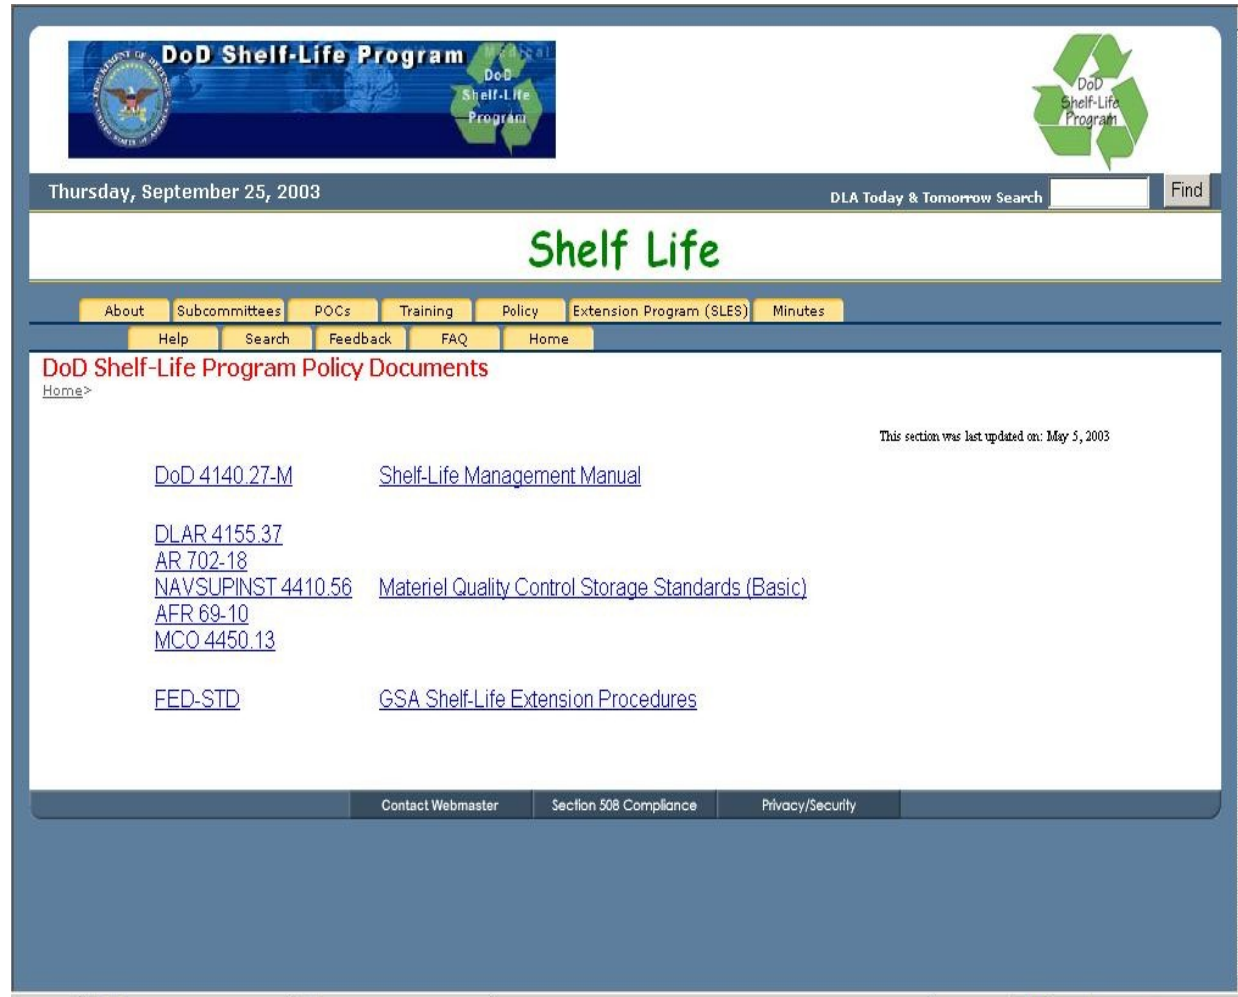 DoD Shelf-Life Program
Medical
DoD
Shelf-Life
Program
DoD
Shelf-Life
Program
Thursday, September 25, 2003
DLA Today & Tomorrow Search
Find
Shelf Life
About Subcommittees POCs Training Policy Extension Program (SLES) Minutes
Help Search Feedback FAQ Home
DoD Shelf-Life Program Policy Documents
Home>
This section was last updated on: May 5, 2003
DoD 4140.27-M Shelf-Life Management Manual
DLAR 4155.37
AR 702-18
NAVSUPINST 4410.56 Materiel Quality Control Storage Standards (Basic)
AFR 69-10
MCO 4450.13
FED-STD GSA Shelf-Life Extension Procedures
Contact Webmaster Section 508 Compliance Privacy/Security